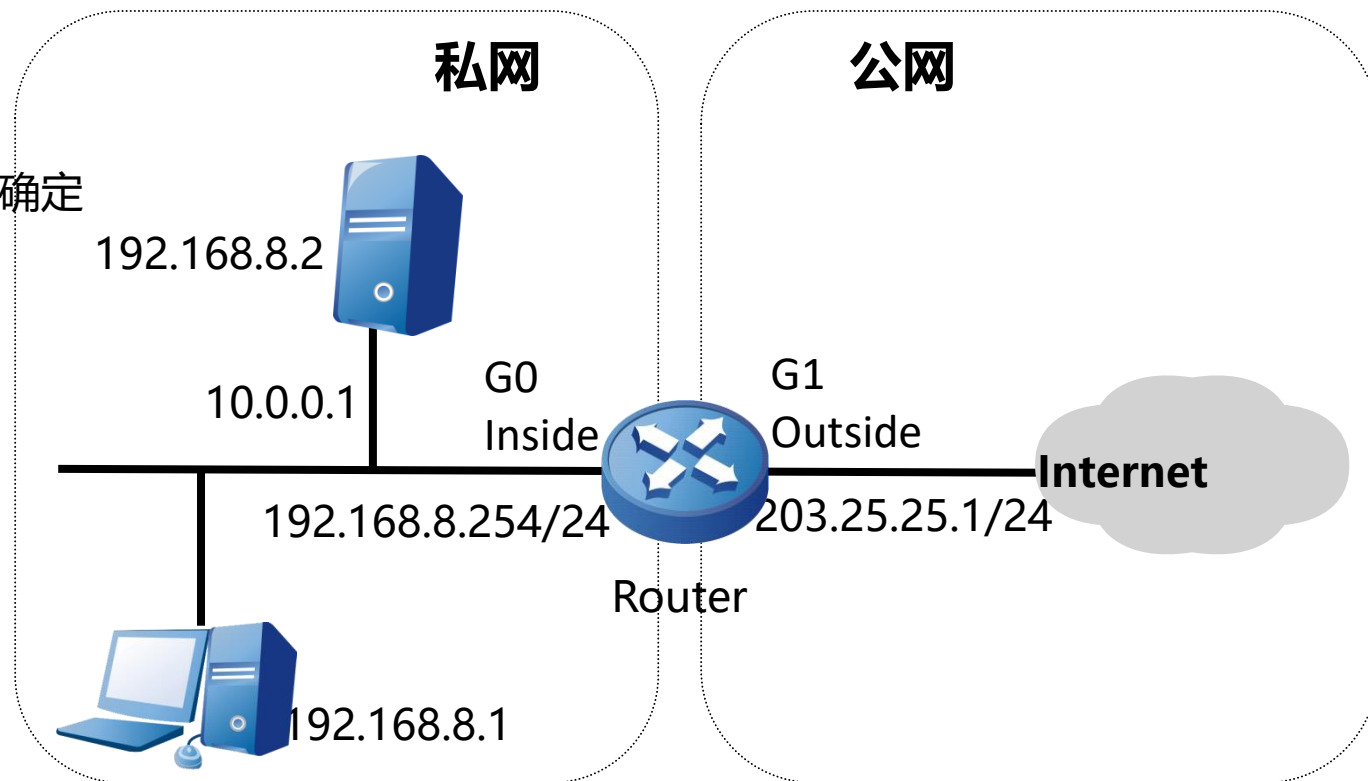 私网
公网
确定
192.168.8.2
G0
G1
10.0.0.1
Inside
Outside
Internet
192.168.8.254/24
203.25.25.1/24
Router
192.168.8.1